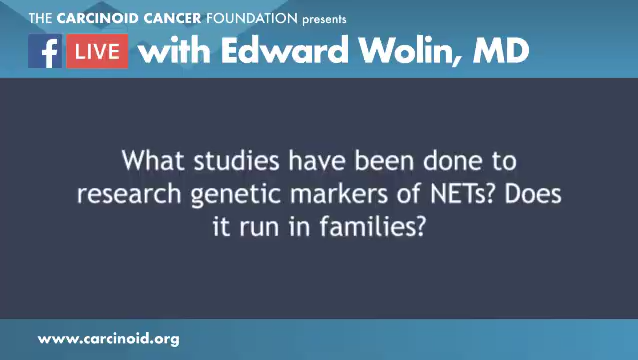 THE CARCINOID CANCER FOUNDATION presents
f LIVE with Edward Wolin, MD
What studies have been done to
research genetic markers of NETs? Does
it run in families?
www.carcinoid.org